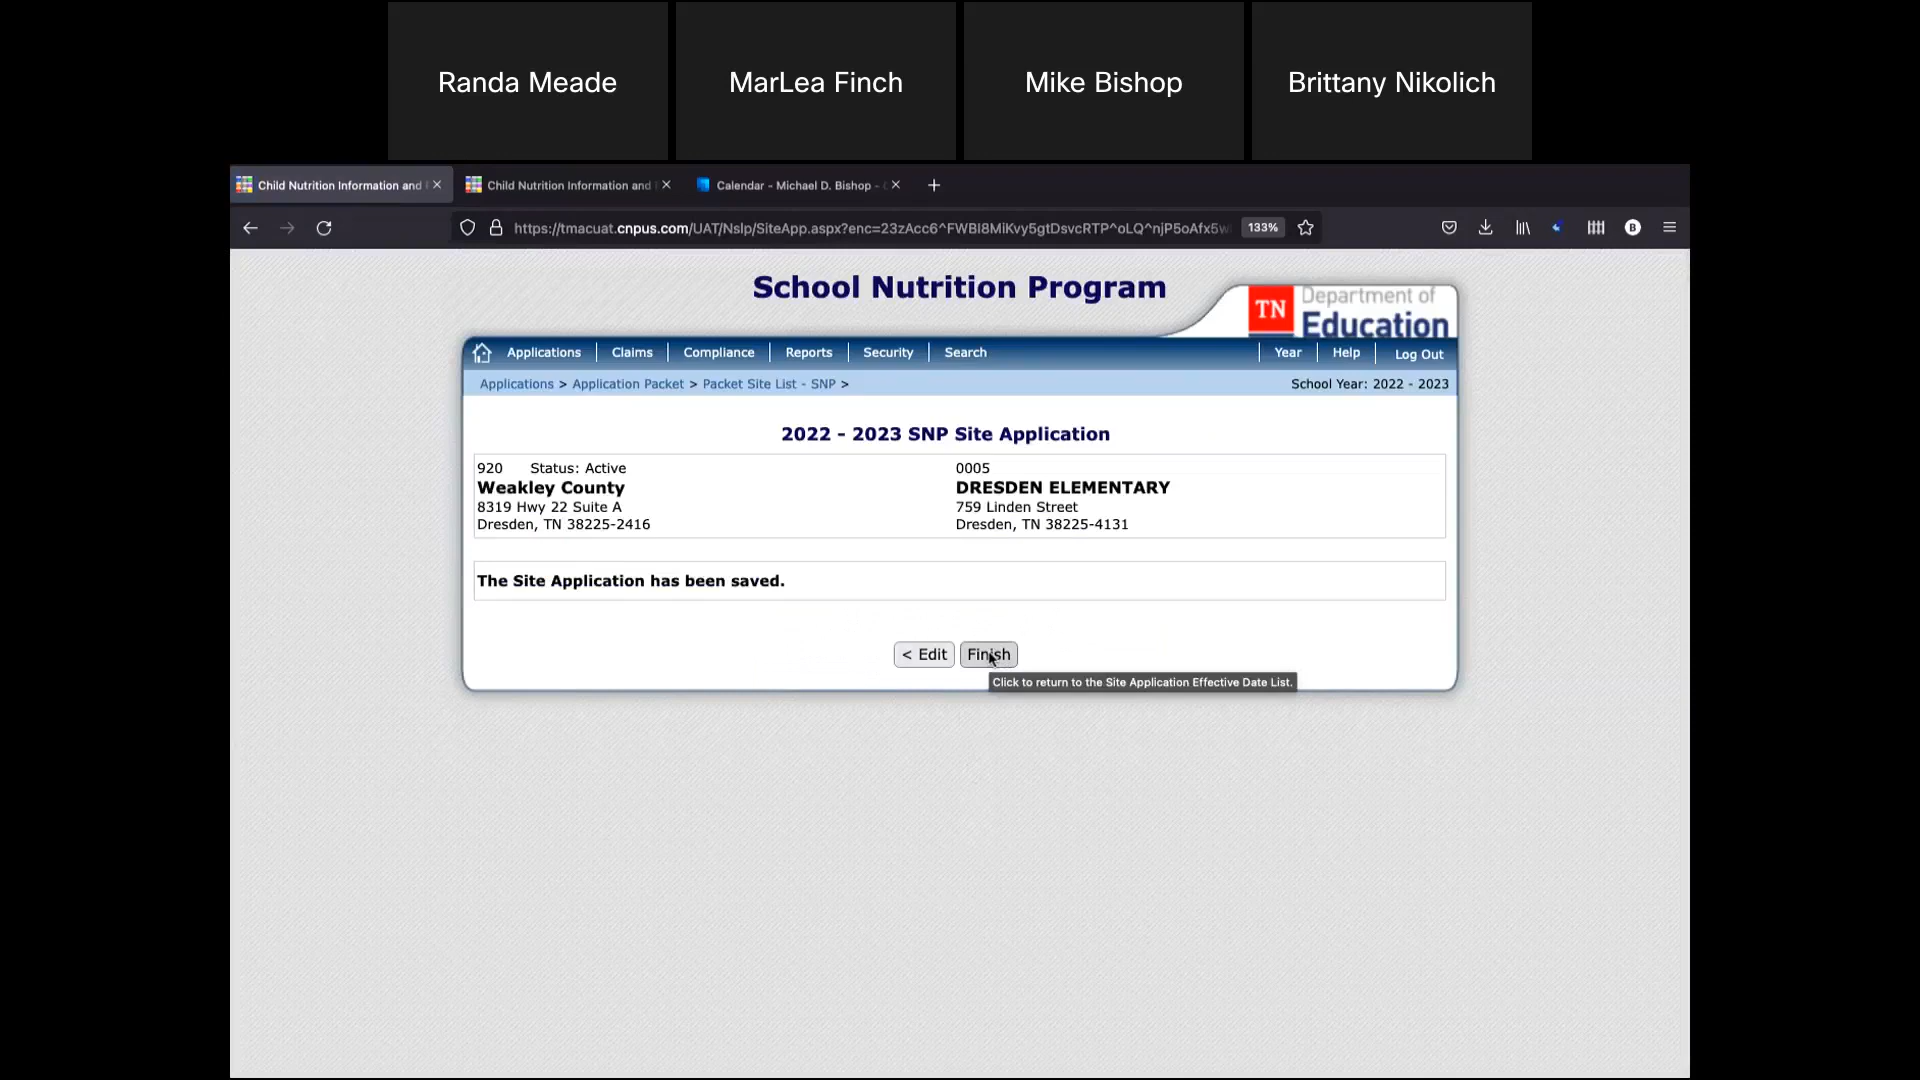 Randa Meade
MarLea Finch
Mike Bishop
Brittany Nikolich
Child Nutrition Information and
Child Nutrition Information and
Calendar - Michael D. Bishop -
https://tmacuat.cnpus.com/UAT/Nslp/SiteApp.aspx?enc=23zAcc6^FWBI8MiKvy5gtDsvcRTP^oLQ^njP5oAfx5w
133%
B
School Nutrition Program
TN
Department of
Education
Applications
Claims
Compliance
Reports
Security
Search
Year
Help
Log Out
Applications > Application Packet > Packet Site List - SNP >
School Year: 2022 - 2023
2022 - 2023 SNP Site Application
920 Status: Active
Weakley County
8319 Hwy 22 Suite A
Dresden, TN 38225-2416
0005
DRESDEN ELEMENTARY
759 Linden Street
Dresden, TN 38225-4131
The Site Application has been saved.
< Edit
Finish
Click to return to the Site Application Effective Date List.